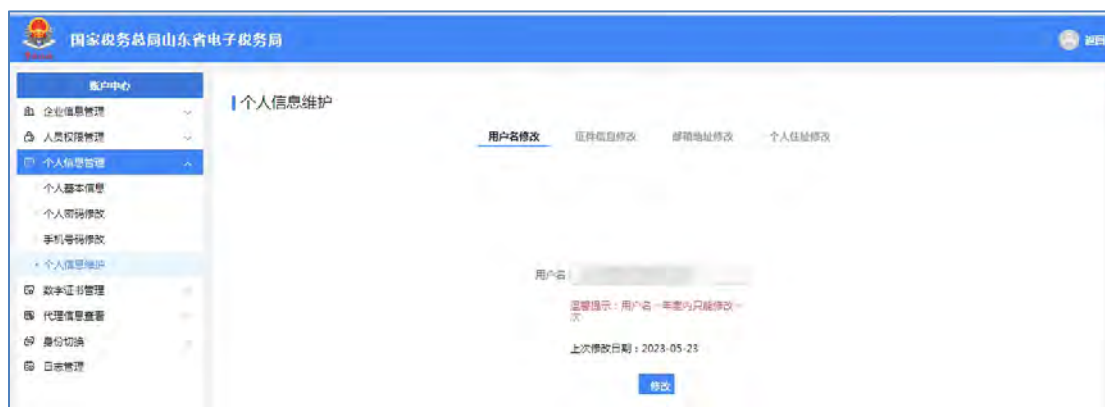 国家税务总局山东省电子税务局
返回
账户中心
企业信息管理
人员权限管理
个人信息管理
个人基本信息
个人密码修改
手机号码修改
个人信息维护
数字证书管理
代理信息查看
身份切换
日志管理
个人信息维护
用户名修改 证件信息修改 邮箱地址修改 个人住址修改
用户名：
温馨提示：用户名一年度内只能修改一
次
上次修改日期：2023-05-23
修改